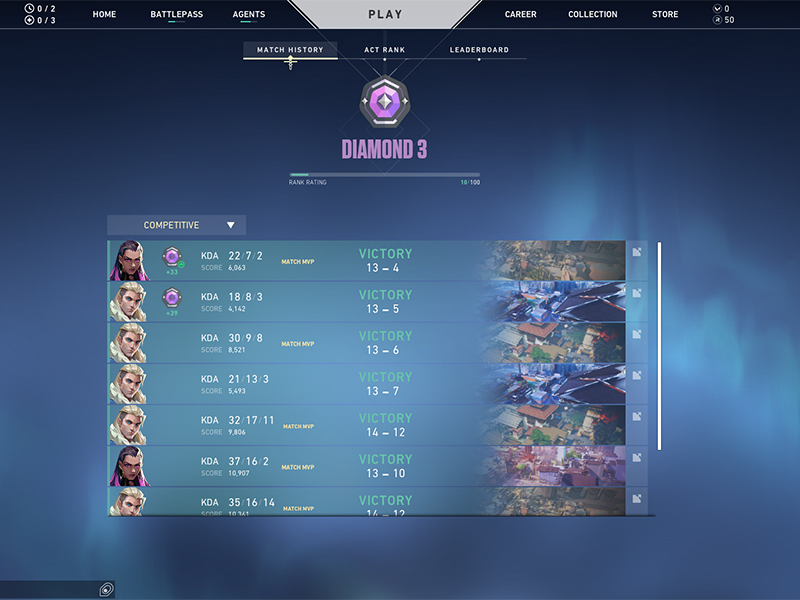 0 / 2
0 / 3
HOME
BATTLEPASS
AGENTS
PLAY
CAREER
COLLECTION
STORE
0
50
MATCH HISTORY
ACT RANK
LEADERBOARD
DIAMOND 3
RANK RATING
10/100
COMPETITIVE ▼
+33
KDA 22/7/2
SCORE 6,063
MATCH MVP
VICTORY
13 – 4
+39
KDA 18/8/3
SCORE 4,142
VICTORY
13 – 5
KDA 30/9/8
SCORE 8,521
MATCH MVP
VICTORY
13 – 6
KDA 21/13/3
SCORE 5,493
VICTORY
13 – 7
KDA 32/17/11
SCORE 9,806
MATCH MVP
VICTORY
14 – 12
KDA 37/16/2
SCORE 10,907
MATCH MVP
VICTORY
13 – 10
KDA 35/16/14
SCORE 10,361
MATCH MVP
VICTORY
14 – 12